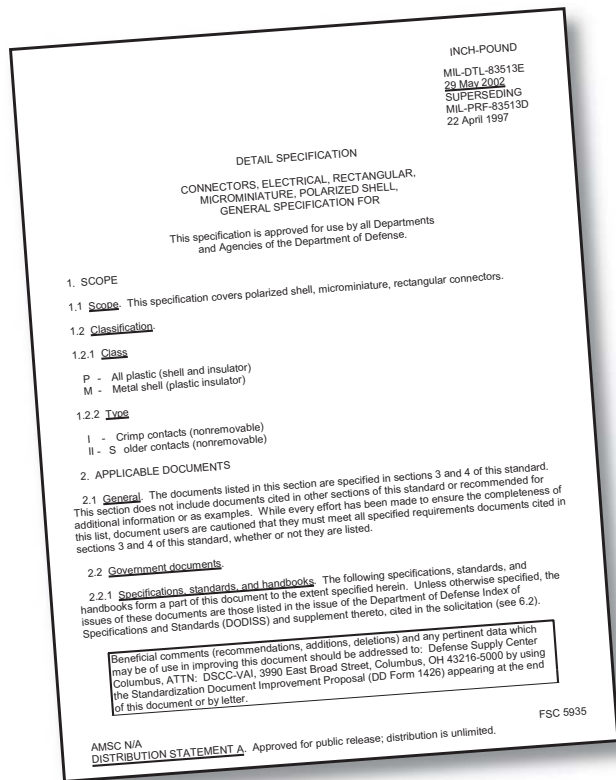 INCH-POUND
MIL-DTL-83513E
29 May 2002
SUPERSEDING
MIL-PRF-83513D
22 April 1997
DETAIL SPECIFICATION
CONNECTORS, ELECTRICAL, RECTANGULAR,
MICROMINIATURE, POLARIZED SHELL,
GENERAL SPECIFICATION FOR
This specification is approved for use by all Departments
and Agencies of the Department of Defense.
1. SCOPE
1.1 Scope. This specification covers polarized shell, microminiature, rectangular connectors.
1.2 Classification.
1.2.1 Class
P - All plastic (shell and insulator)
M - Metal shell (plastic insulator)
1.2.2 Type
I - Crimp contacts (nonremovable)
II - S older contacts (nonremovable)
2. APPLICABLE DOCUMENTS
2.1 General. The documents listed in this section are specified in sections 3 and 4 of this standard.
This section does not include documents cited in other sections of this standard or recommended for
additional information or as examples. While every effort has been made to ensure the completeness of
this list, document users are cautioned that they must meet all specified requirements documents cited in
sections 3 and 4 of this standard, whether or not they are listed.
2.2 Government documents.
2.2.1 Specifications, standards, and handbooks. The following specifications, standards, and
handbooks form a part of this document to the extent specified herein. Unless otherwise specified, the
issues of these documents are those listed in the issue of the Department of Defense Index of
Specifications and Standards (DODISS) and supplement thereto, cited in the solicitation (see 6.2).
Beneficial comments (recommendations, additions, deletions) and any pertinent data which
may be of use in improving this document should be addressed to: Defense Supply Center
Columbus, ATTN: DSCC-VAI, 3990 East Broad Street, Columbus, OH 43216-5000 by using
the Standardization Document Improvement Proposal (DD Form 1426) appearing at the end
of this document or by letter.
AMSC N/A
FSC 5935
DISTRIBUTION STATEMENT A. Approved for public release; distribution is unlimited.